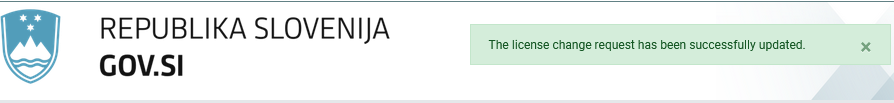 REPUBLIKA SLOVENIJA
GOV.SI
The license change request has been successfully updated. ×